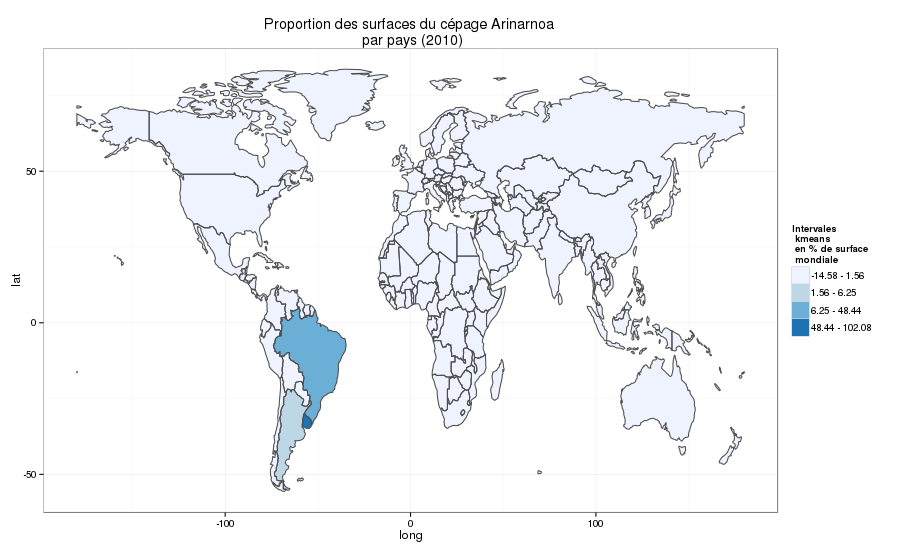 Proportion des surfaces du cépage Arinarnoa
par pays (2010)
50
0
-50
lat
-100
0
100
long
Intervales
kmeans
en % de surface
mondiale
-14.58 - 1.56
1.56 - 6.25
6.25 - 48.44
48.44 - 102.08